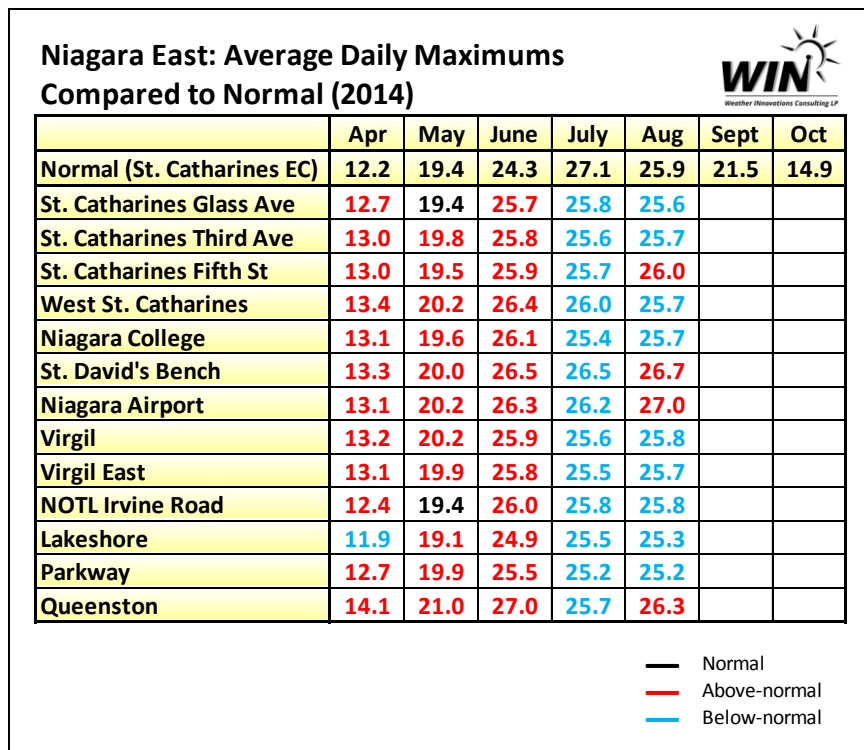 Niagara East: Average Daily Maximums
Compared to Normal (2014)
WIN
Weather INnovations Consulting LP
Apr May June July Aug Sept Oct
Normal (St. Catharines EC) 12.2 19.4 24.3 27.1 25.9 21.5 14.9
St. Catharines Glass Ave 12.7 19.4 25.7 25.8 25.6
St. Catharines Third Ave 13.0 19.8 25.8 25.6 25.7
St. Catharines Fifth St 13.0 19.5 25.9 25.7 26.0
West St. Catharines 13.4 20.2 26.4 26.0 25.7
Niagara College 13.1 19.6 26.1 25.4 25.7
St. David's Bench 13.3 20.0 26.5 26.5 26.7
Niagara Airport 13.1 20.2 26.3 26.2 27.0
Virgil 13.2 20.2 25.9 25.6 25.8
Virgil East 13.1 19.9 25.8 25.5 25.7
NOTL Irvine Road 12.4 19.4 26.0 25.8 25.8
Lakeshore 11.9 19.1 24.9 25.5 25.3
Parkway 12.7 19.9 25.5 25.2 25.2
Queenston 14.1 21.0 27.0 25.7 26.3
Normal
Above-normal
Below-normal